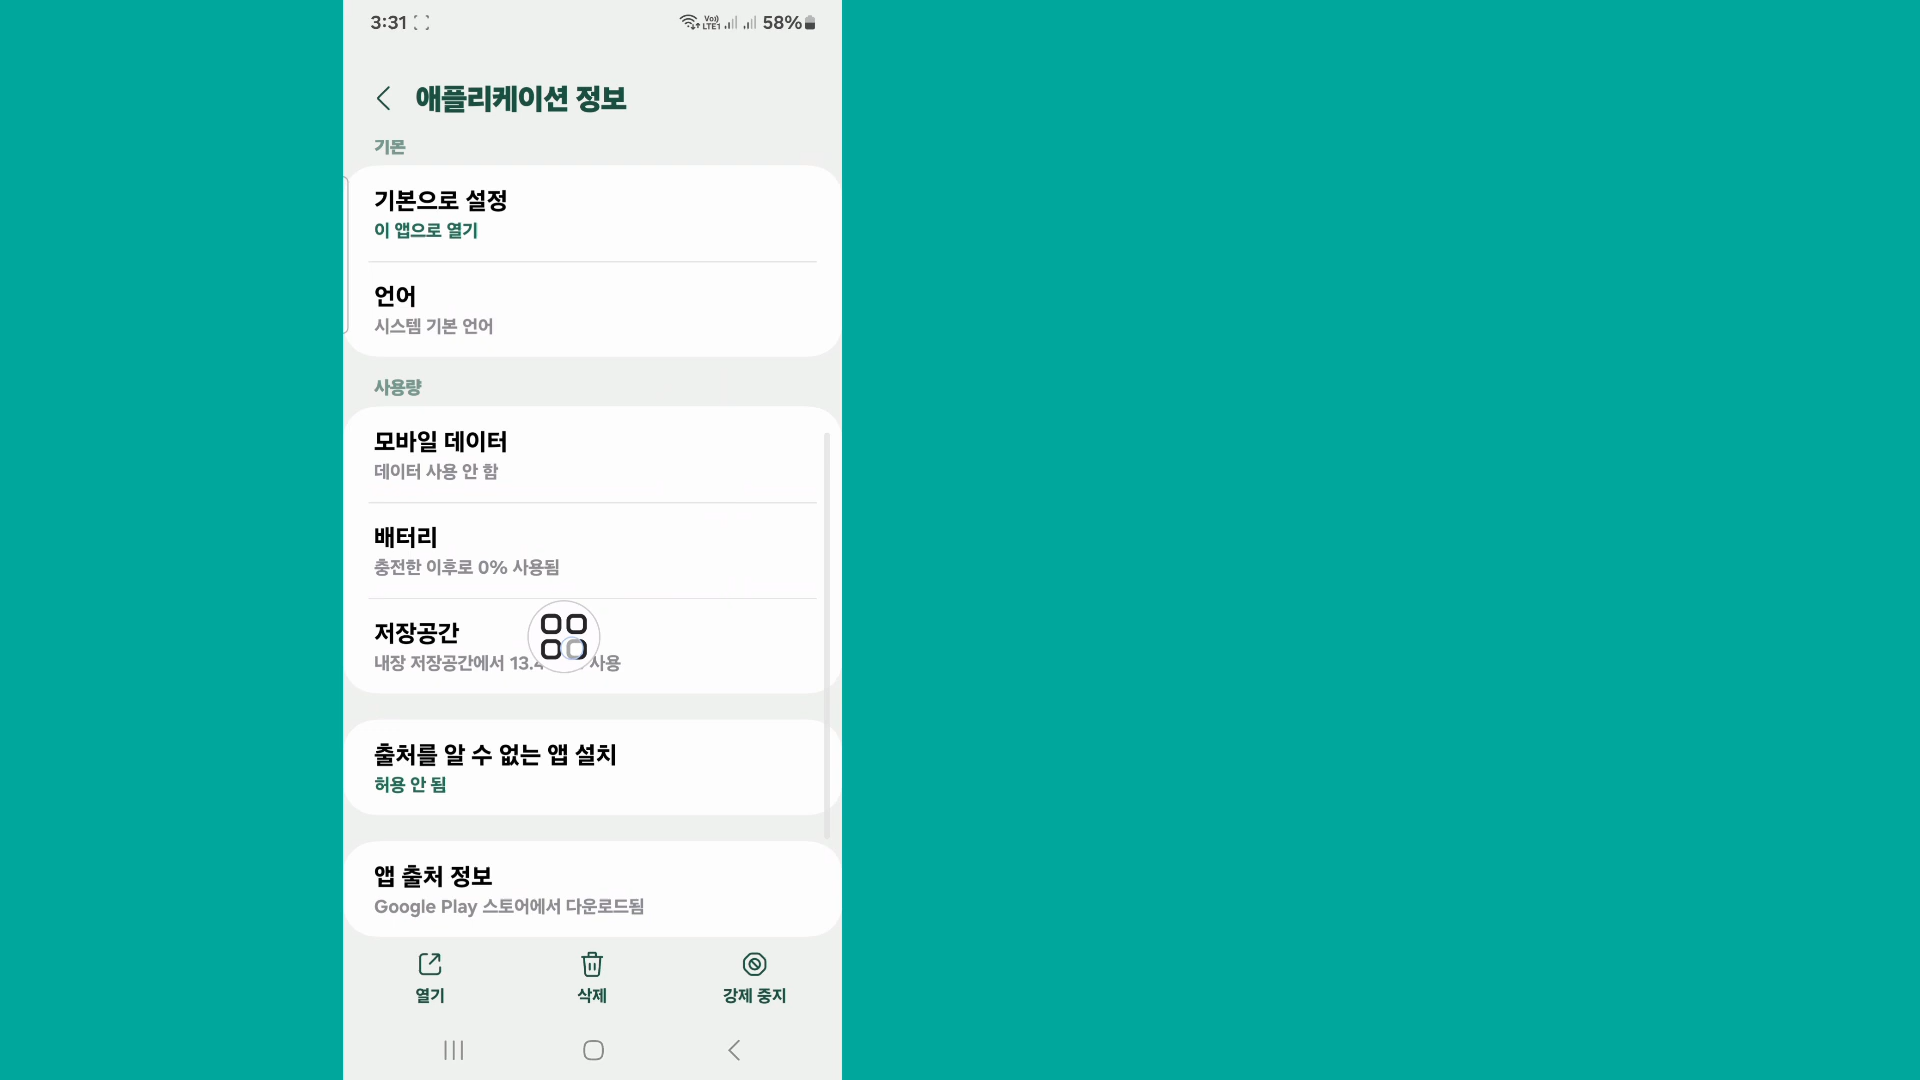 3:31
Vo)) LTE1
58%
애플리케이션 정보
기본
기본으로 설정
이 앱으로 열기
언어
시스템 기본 언어
사용량
모바일 데이터
데이터 사용 안 함
배터리
충전한 이후로 0% 사용됨
저장공간
내장 저장공간에서 사용
출처를 알 수 없는 앱 설치
허용 안 됨
앱 출처 정보
Google Play 스토어에서 다운로드됨
열기
삭제
강제 중지